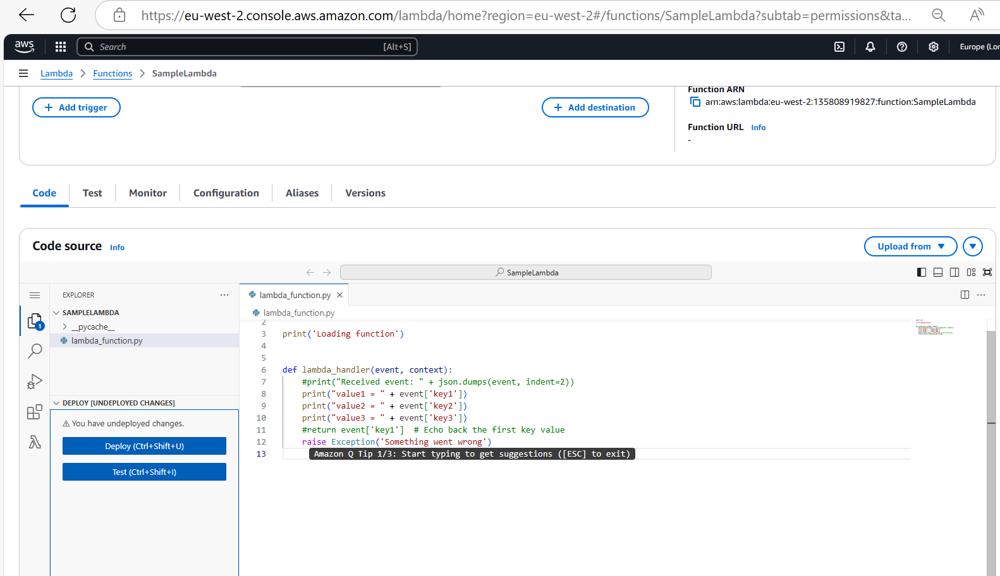 https://eu-west-2.console.aws.amazon.com/lambda/home?region=eu-west-2#/functions/SampleLambda?subtab=permissions&ta...
aws
Search [Alt+S]
Europe (Lon
Lambda > Functions > SampleLambda
Function ARN
+ Add trigger
+ Add destination
arn:aws:lambda:eu-west-2:135808919827:function:SampleLambda
Function URL Info
-
Code Test Monitor Configuration Aliases Versions
Code source Info
Upload from
SampleLambda
EXPLORER
lambda_function.py
SAMPLELAMBDA
lambda_function.py
__pycache__
lambda_function.py
1
2
3 print('Loading function')
4
5
6 def lambda_handler(event, context):
7 #print("Received event: " + json.dumps(event, indent=2))
8 print("value1 = " + event['key1'])
9 print("value2 = " + event['key2'])
10 print("value3 = " + event['key3'])
11 #return event['key1']  # Echo back the first key value
12 raise Exception('Something went wrong')
13 Amazon Q Tip 1/3: Start typing to get suggestions ([ESC] to exit)
DEPLOY [UNDEPLOYED CHANGES]
You have undeployed changes.
Deploy (Ctrl+Shift+U)
Test (Ctrl+Shift+I)